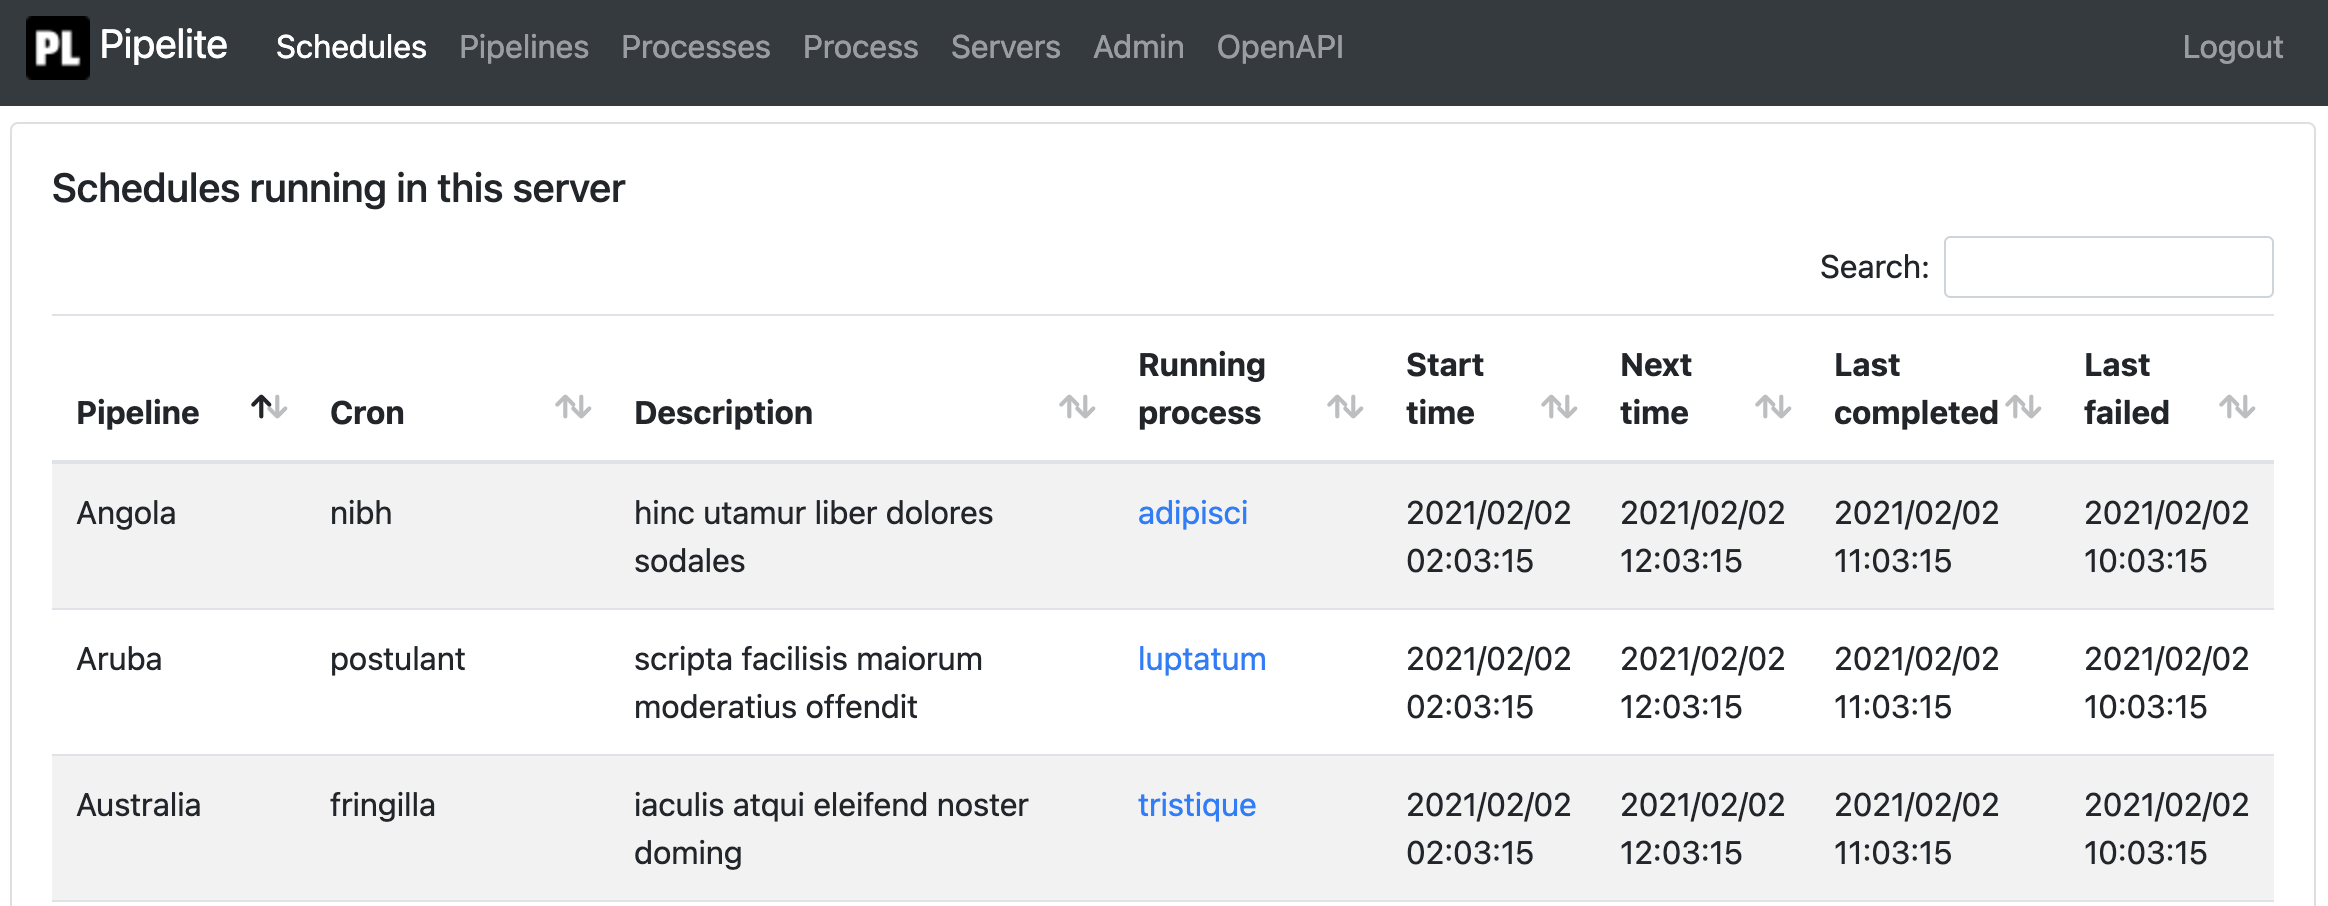 PL Pipelite Schedules Pipelines Processes Process Servers Admin OpenAPI Logout
Schedules running in this server
Search:
Pipeline Cron Description Running process Start time Next time Last completed Last failed
Angola nibh hinc utamur liber dolores adipisci 2021/02/02 2021/02/02 2021/02/02 2021/02/02
sodales 02:03:15 12:03:15 11:03:15 10:03:15
Aruba postulant scripta facilisis maiorum luptatum 2021/02/02 2021/02/02 2021/02/02 2021/02/02
moderatius offendit 02:03:15 12:03:15 11:03:15 10:03:15
Australia fringilla iaculis atqui eleifend noster tristique 2021/02/02 2021/02/02 2021/02/02 2021/02/02
doming 02:03:15 12:03:15 11:03:15 10:03:15